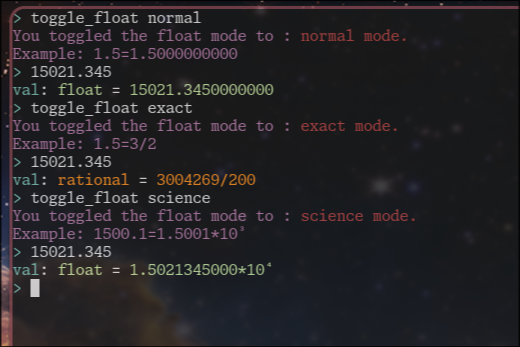 > toggle_float normal
You toggled the float mode to : normal mode.
Example: 1.5=1.5000000000
> 15021.345
val: float = 15021.3450000000
> toggle_float exact
You toggled the float mode to : exact mode.
Example: 1.5=3/2
> 15021.345
val: rational = 3004269/200
> toggle_float science
You toggled the float mode to : science mode.
Example: 1500.1=1.5001*10³
> 15021.345
val: float = 1.5021345000*10⁴
>